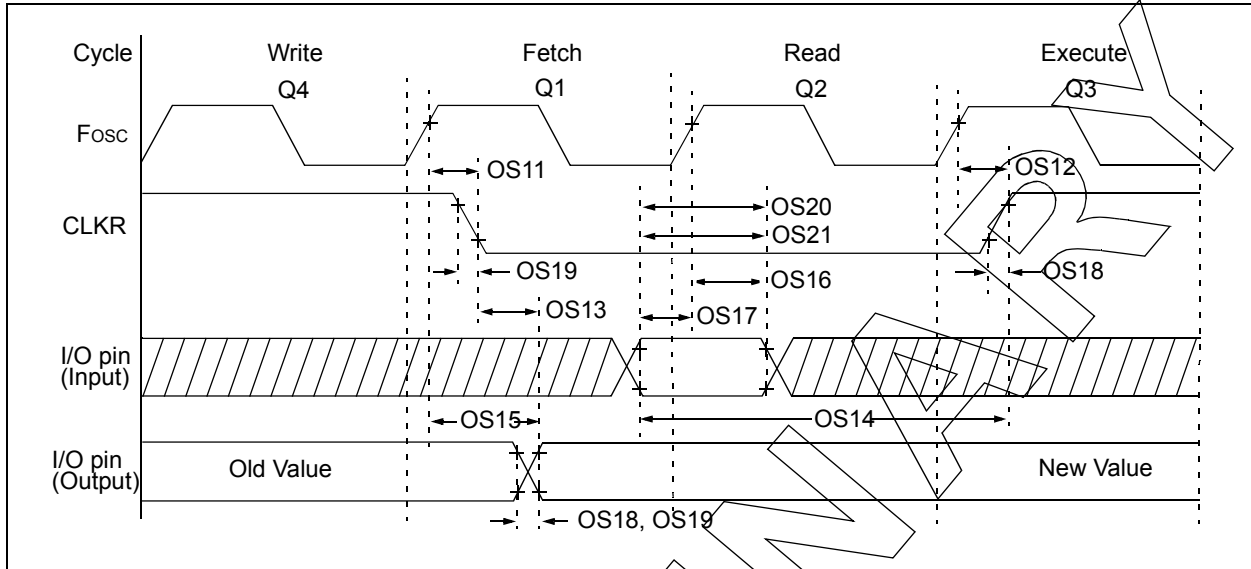 Cycle Write Fetch Read Execute
Q4 Q1 Q2 Q3
Fosc
OS11 OS12
CLKR
OS20
OS21
OS19 OS16 OS18
OS13 OS17
I/O pin
(Input)
OS15 OS14
I/O pin
(Output)
Old Value New Value
OS18, OS19